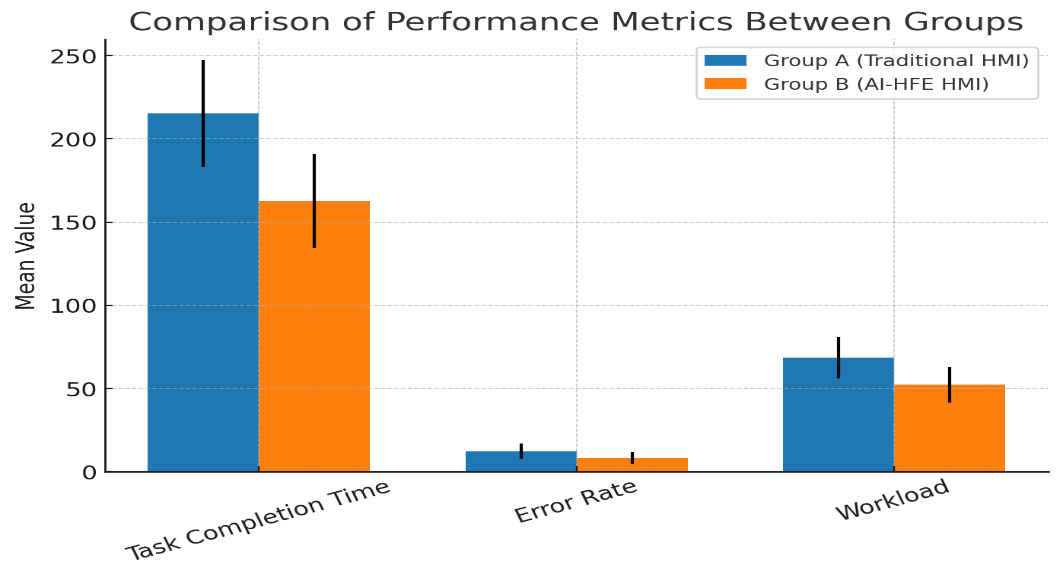 Comparison of Performance Metrics Between Groups
Group A (Traditional HMI)
Group B (AI-HFE HMI)
Mean Value
250
200
150
100
50
0
Task Completion Time
Error Rate
Workload